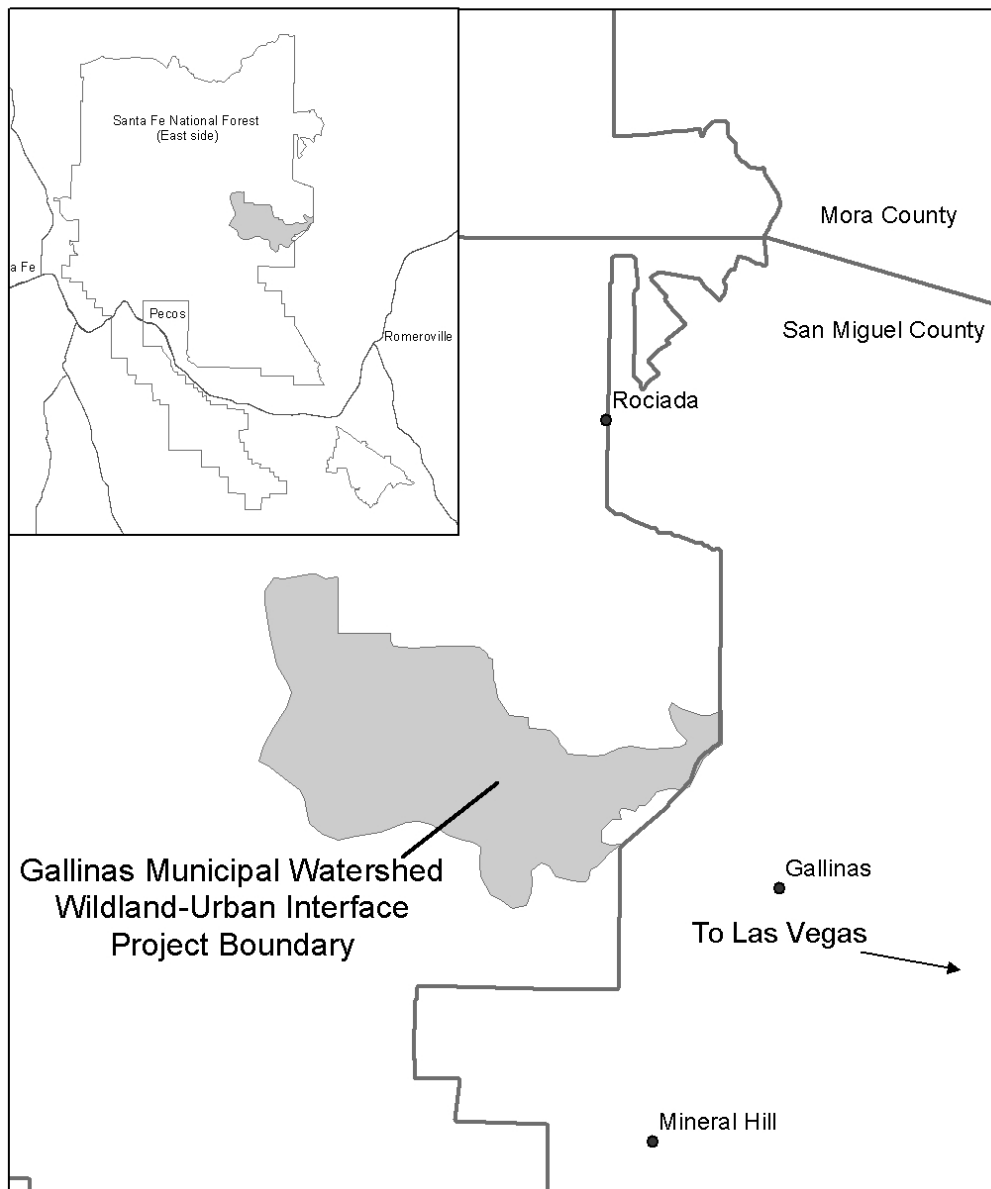 Santa Fe National Forest
(East side)
a Fe
Pecos
Romeroville
Mora County
San Miguel County
Rociada
Gallinas Municipal Watershed
Wildland-Urban Interface
Project Boundary
Gallinas
To Las Vegas
Mineral Hill